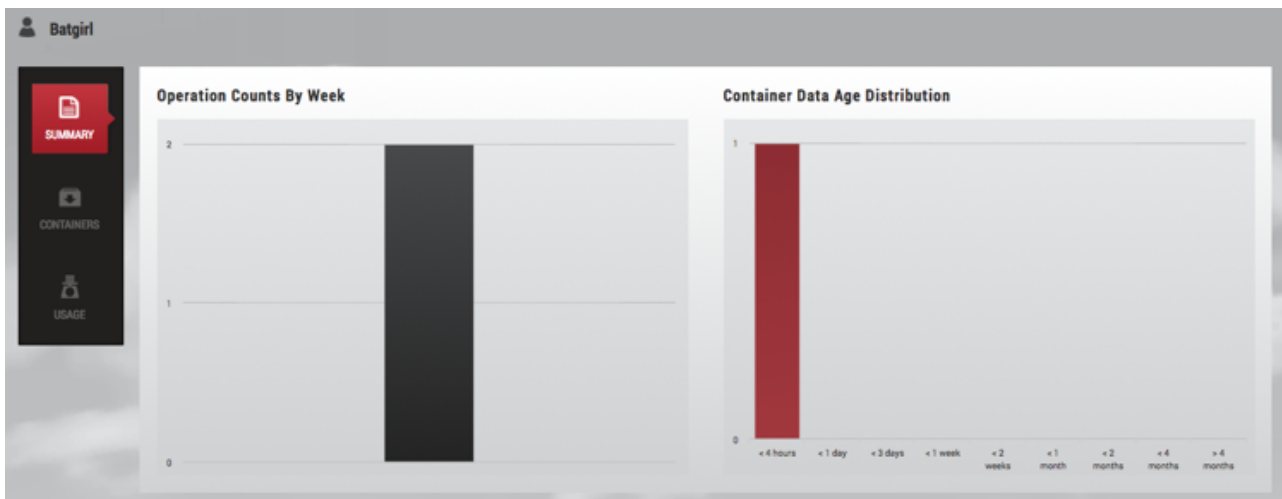 Batgirl
SUMMARY
CONTAINERS
USAGE
Operation Counts By Week
2
1
0
Container Data Age Distribution
1
0
< 4 hours
< 1 day
< 3 days
< 1 week
< 2
weeks
< 1
month
< 2
months
< 4
months
> 4
months